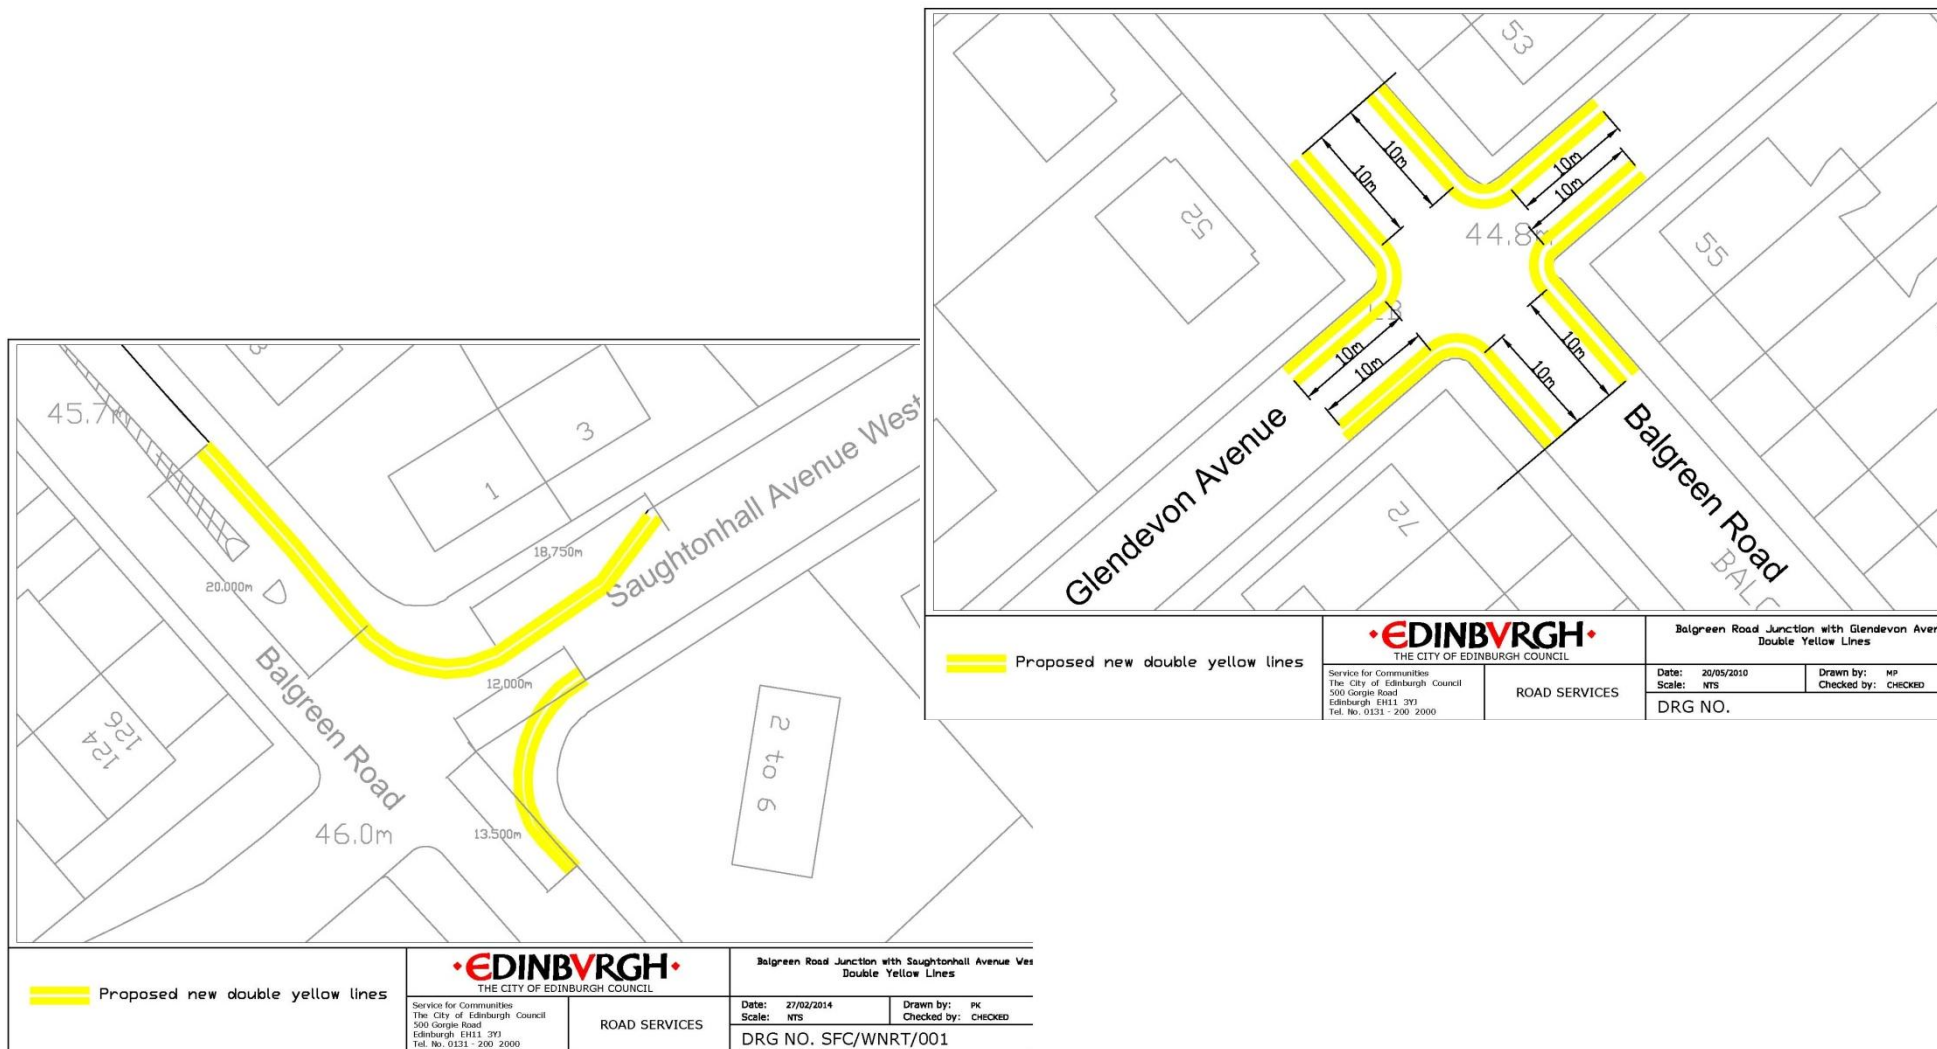 45.7
3
1
3
Saughtonhall Avenue West
18.750m
20.000m
12.000m
Balgreen Road
124
126
46.0m
13.500m
2 to 6
Proposed new double yellow lines
EDINBVRGH
THE CITY OF EDINBURGH COUNCIL
Service for Communities
The City of Edinburgh Council
500 Gorgie Road
Edinburgh EH11 3YJ
Tel. No. 0131 - 200 2000
ROAD SERVICES
Balgreen Road Junction with Saughtonhall Avenue Wes
Double Yellow Lines
Date: 27/02/2014
Scale: NTS
Drawn by: PK
Checked by: CHECKED
DRG NO. SFC/WNRT/001
53
10m
10m
10m
10m
52
44.8m
55
10m
10m
10m
10m
Glendevon Avenue
Balgreen Road
72
BALG
Proposed new double yellow lines
EDINBVRGH
THE CITY OF EDINBURGH COUNCIL
Service for Communities
The City of Edinburgh Council
500 Gorgie Road
Edinburgh EH11 3YJ
Tel. No. 0131 - 200 2000
ROAD SERVICES
Balgreen Road Junction with Glendevon Aven
Double Yellow Lines
Date: 20/05/2010
Scale: NTS
Drawn by: MP
Checked by: CHECKED
DRG NO.